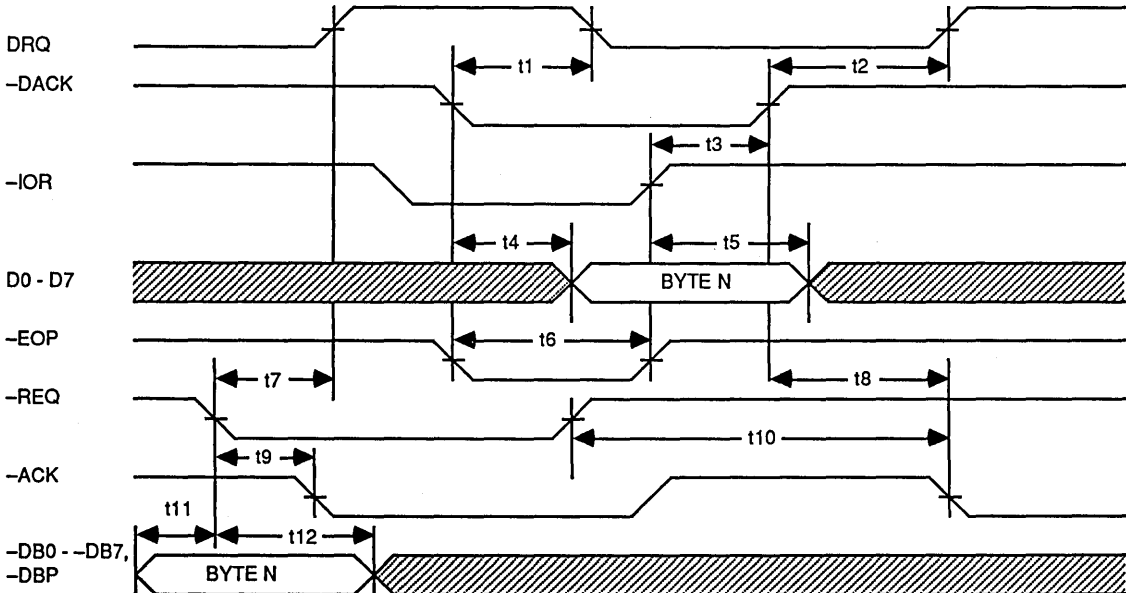 DRQ
t1
t2
–DACK
t3
–IOR
t4
t5
D0 - D7
BYTE N
–EOP
t6
t7
t8
–REQ
t10
t9
–ACK
t11
t12
–DB0 - –DB7,
–DBP
BYTE N